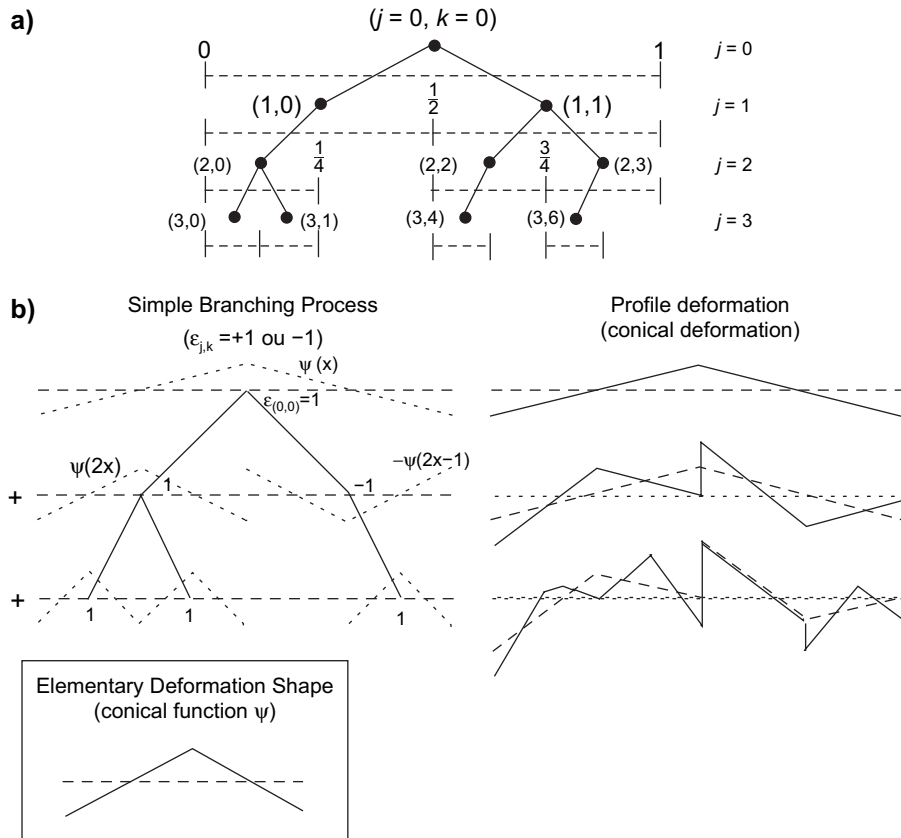 a)
(j = 0, k = 0)
0 1 j = 0
(1,0) 1/2 (1,1) j = 1
(2,0) 1/4 (2,2) 3/4 (2,3) j = 2
(3,0) (3,1) (3,4) (3,6) j = 3
b)
Simple Branching Process
(εj,k =+1 ou −1)
ψ (x)
ε(0,0)=1
ψ(2x) −ψ(2x−1)
+ 1 −1
+
1 1 1
Profile deformation
(conical deformation)
Elementary Deformation Shape
(conical function ψ)